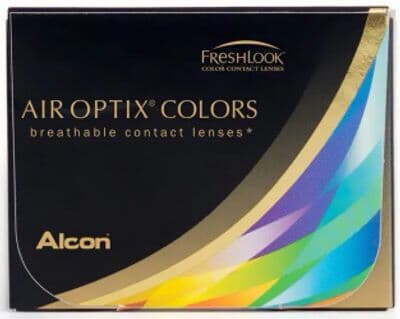 FRESHLOOK
COLOR CONTACT LENSES
AIR OPTIX® COLORS
breathable contact lenses*
Alcon